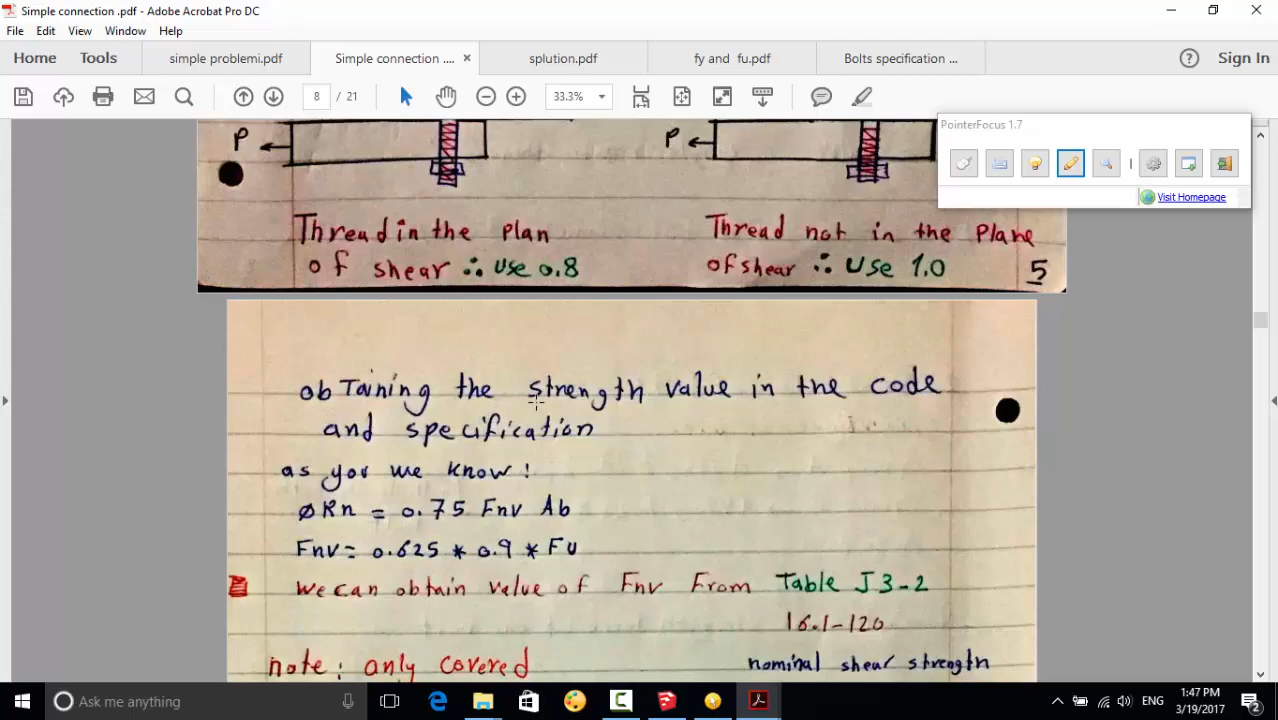 Simple connection .pdf - Adobe Acrobat Pro DC
File Edit View Window Help
Home Tools simple problemi.pdf Simple connection .... × splution.pdf fy and fu.pdf Bolts specification ... Sign In
8 / 21 33.3%
PointerFocus 1.7
Visit Homepage
P P
Thread in the plan
of shear ∴ Use 0.8
Thread not in the Plane
of shear ∴ Use 1.0
5
obTaining the strength value in the code
and specification
as yor we know!
ØRn = 0.75 Fnv Ab
Fnv= 0.625 * 0.9 * FU
We can obtain value of Fnv From Table J3-2
16.1-120
note: only covered
nominal shear strength
Ask me anything
ENG
1:47 PM
3/19/2017
2